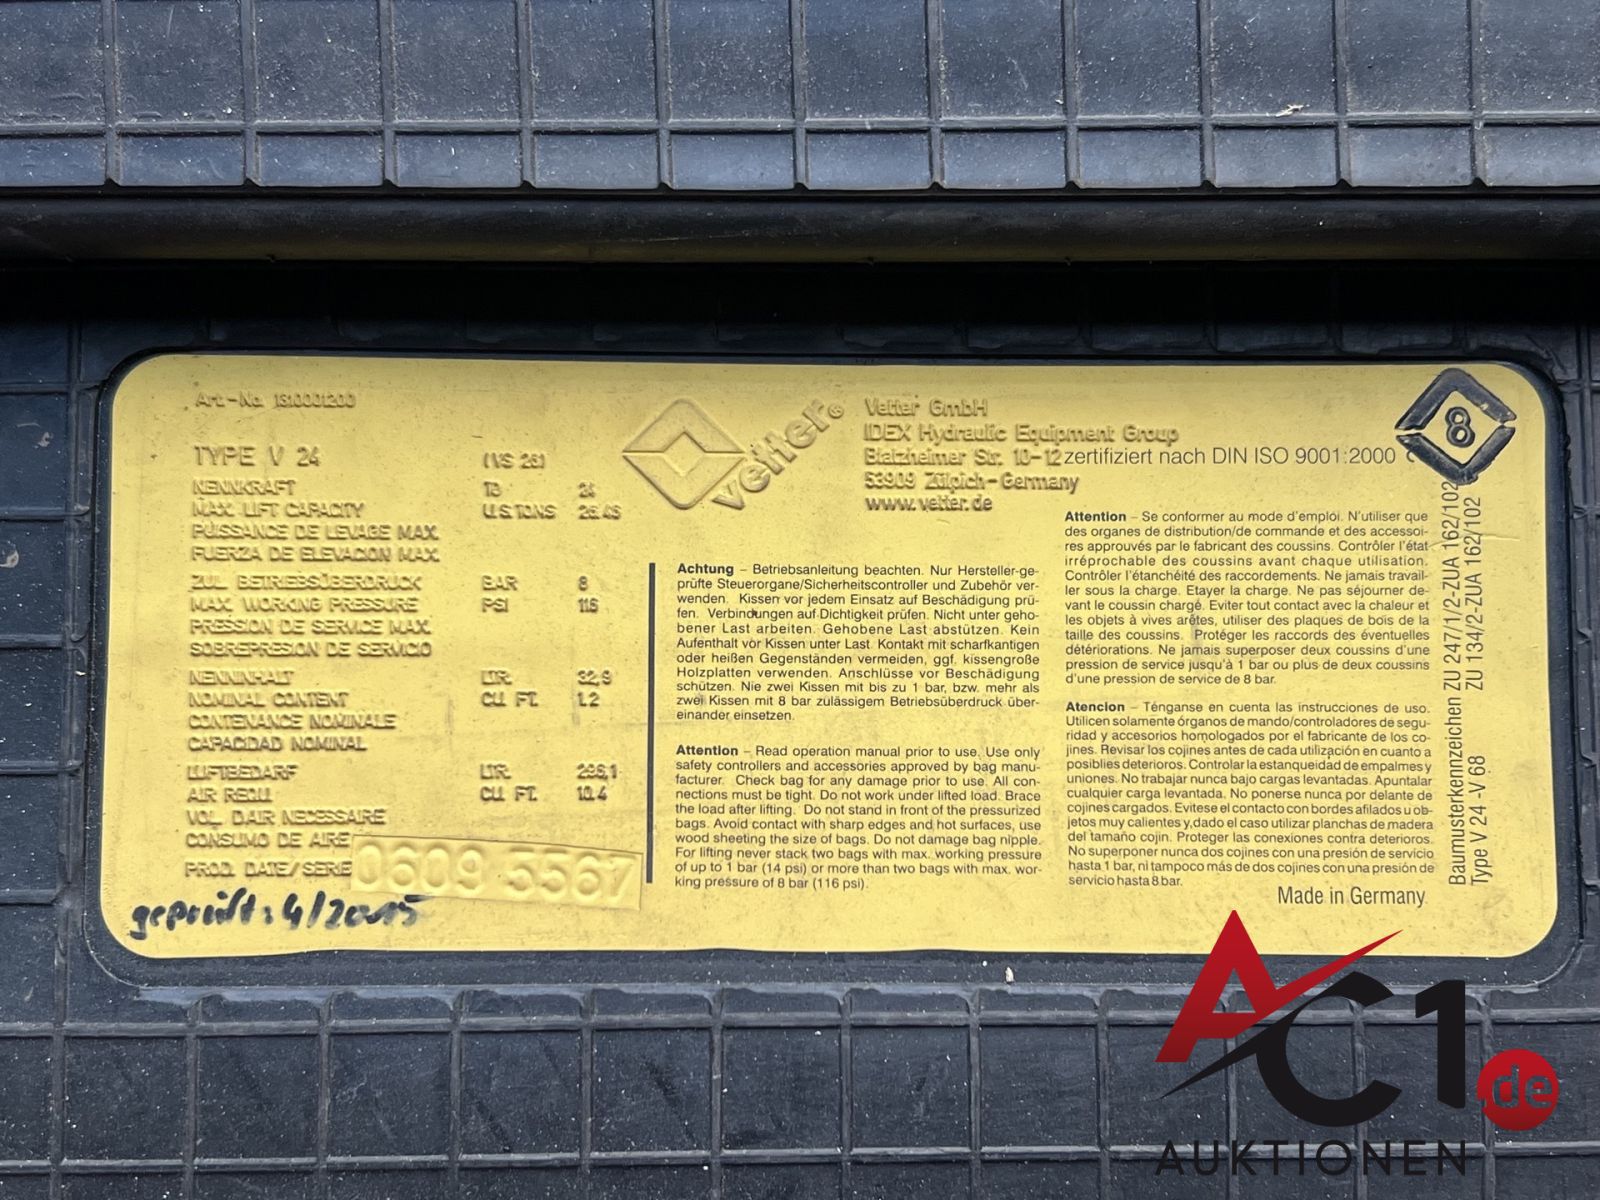 Art.-No. 1310001200
TYPE V 24 (VS 26)
NENNKRAFT To 24
MAX. LIFT CAPACITY U.S.TONS 26.46
PUISSANCE DE LEVAGE MAX.
FUERZA DE ELEVACION MAX.
ZUL. BETRIEBSÜBERDRUCK BAR 8
MAX. WORKING PRESSURE PSI 116
PRESSION DE SERVICE MAX.
SOBREPRESION DE SERVICIO
NENNINHALT LTR. 32,9
NOMINAL CONTENT CU. FT. 1.2
CONTENANCE NOMINALE
CAPACIDAD NOMINAL
LUFTBEDARF LTR. 296,1
AIR REQU. CU. FT. 10.4
VOL. D'AIR NECESSAIRE
CONSUMO DE AIRE
PROD. DATE/SERIE 0609 5567
geprüft: 4/2015
vetter®
Vetter GmbH
IDEX Hydraulic Equipment Group
Blatzheimer Str. 10-12 zertifiziert nach DIN ISO 9001:2000
53909 Zülpich-Germany
www.vetter.de
8
Achtung – Betriebsanleitung beachten. Nur Hersteller-ge-
prüfte Steuerorgane/Sicherheitscontroller und Zubehör ver-
wenden. Kissen vor jedem Einsatz auf Beschädigung prü-
fen. Verbindungen auf Dichtigkeit prüfen. Nicht unter geho-
bener Last arbeiten. Gehobene Last abstützen. Kein
Aufenthalt vor Kissen unter Last. Kontakt mit scharfkantigen
oder heißen Gegenständen vermeiden, ggf. kissengroße
Holzplatten verwenden. Anschlüsse vor Beschädigung
schützen. Nie zwei Kissen mit bis zu 1 bar, bzw. mehr als
zwei Kissen mit 8 bar zulässigem Betriebsüberdruck über-
einander einsetzen.
Attention – Read operation manual prior to use. Use only
safety controllers and accessories approved by bag manu-
facturer. Check bag for any damage prior to use. All con-
nections must be tight. Do not work under lifted load. Brace
the load after lifting. Do not stand in front of the pressurized
bags. Avoid contact with sharp edges and hot surfaces, use
wood sheeting the size of bags. Do not damage bag nipple.
For lifting never stack two bags with max. working pressure
of up to 1 bar (14 psi) or more than two bags with max. wor-
king pressure of 8 bar (116 psi).
Attention – Se conformer au mode d'emploi. N'utiliser que
des organes de distribution/de commande et des accessoi-
res approuvés par le fabricant des coussins. Contrôler l'état
irréprochable des coussins avant chaque utilisation.
Contrôler l'étanchéité des raccordements. Ne jamais travail-
ler sous la charge. Etayer la charge. Ne pas séjourner de-
vant le coussin chargé. Eviter tout contact avec la chaleur et
les objets à vives arêtes, utiliser des plaques de bois de la
taille des coussins. Protéger les raccords des éventuelles
détériorations. Ne jamais superposer deux coussins d'une
pression de service jusqu'à 1 bar ou plus de deux coussins
d'une pression de service de 8 bar.
Atencion – Ténganse en cuenta las instrucciones de uso.
Utilicen solamente órganos de mando/controladores de segu-
ridad y accesorios homologados por el fabricante de los co-
jines. Revisar los cojines antes de cada utilización en cuanto a
posiblies deterioros. Controlar la estanqueidad de empalmes y
uniones. No trabajar nunca bajo cargas levantadas. Apuntalar
cualquier carga levantada. No ponerse nunca por delante de
cojines cargados. Evitese el contacto con bordes afilados u ob-
jetos muy calientes y, dado el caso utilizar planchas de madera
del tamaño cojin. Proteger las conexiones contra deterioros.
No superponer nunca dos cojines con una presión de servicio
hasta 1 bar, ni tampoco más de dos cojines con una presión de
servicio hasta 8 bar.
Made in Germany
Baumusterkennzeichen ZU 247/1/2-ZUA 162/102
Type V 24 -V 68 ZU 134/2-ZUA 162/102
AC1.de
AUKTIONEN